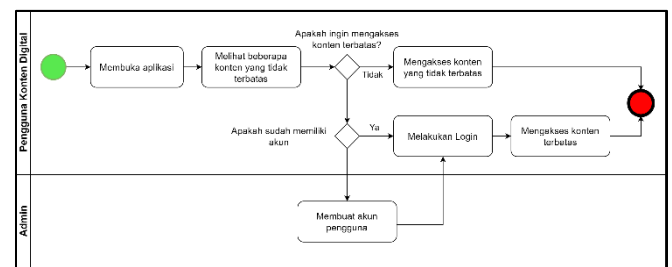 Pengguna Konten Digital
Membuka aplikasi
Melihat beberapa
konten yang tidak
terbatas
Apakah ingin mengakses
konten terbatas?
Tidak
Mengakses konten
yang tidak terbatas
Apakah sudah memiliki
akun
Ya
Melakukan Login
Mengakses konten
terbatas
Admin
Membuat akun
pengguna